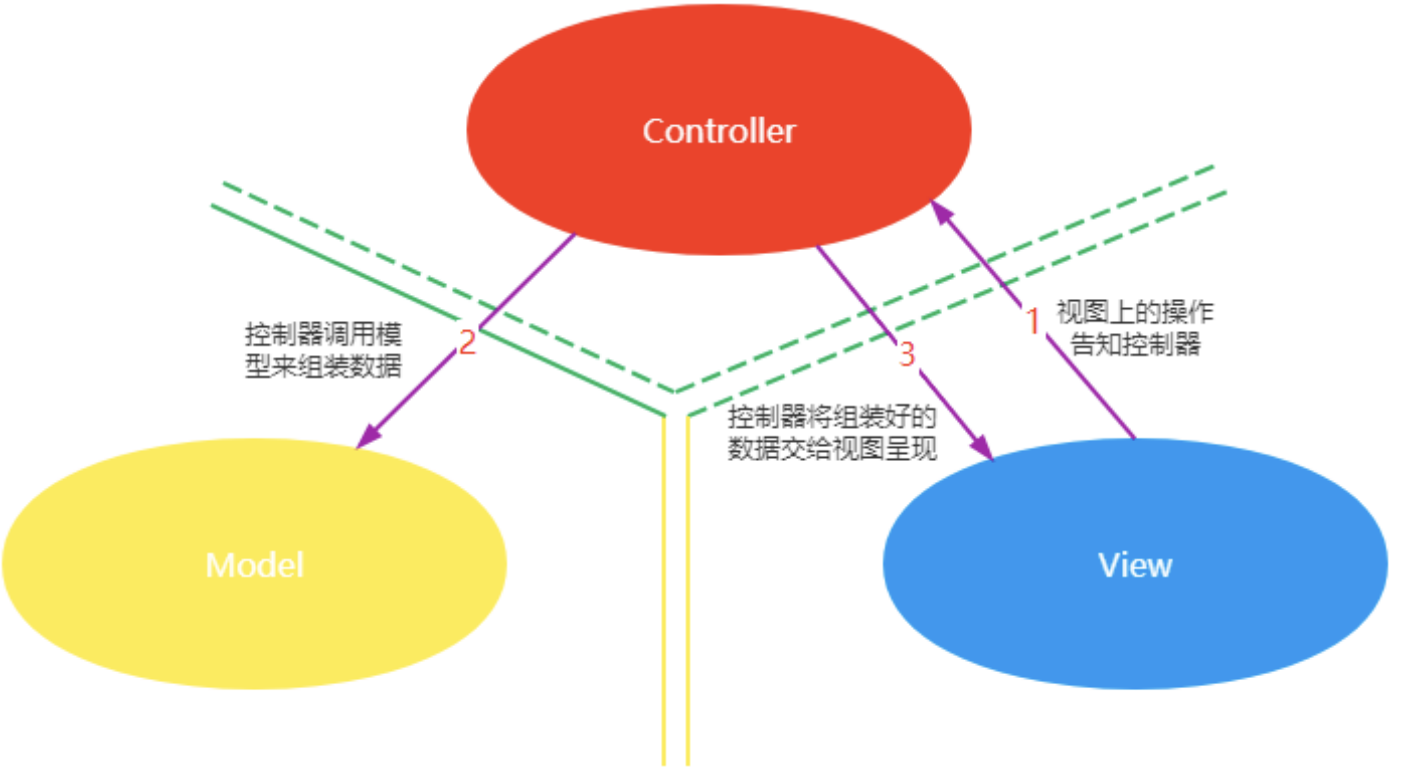 Controller
控制器调用模
型来组装数据
2
3
1
视图上的操作
告知控制器
控制器将组装好的
数据交给视图呈现
Model
View